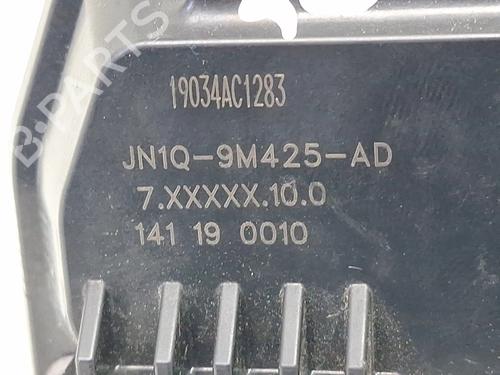 B-PARTS
19034AC1283
JN1Q-9M425-AD
7.XXXXX.10.0
141 19 0010